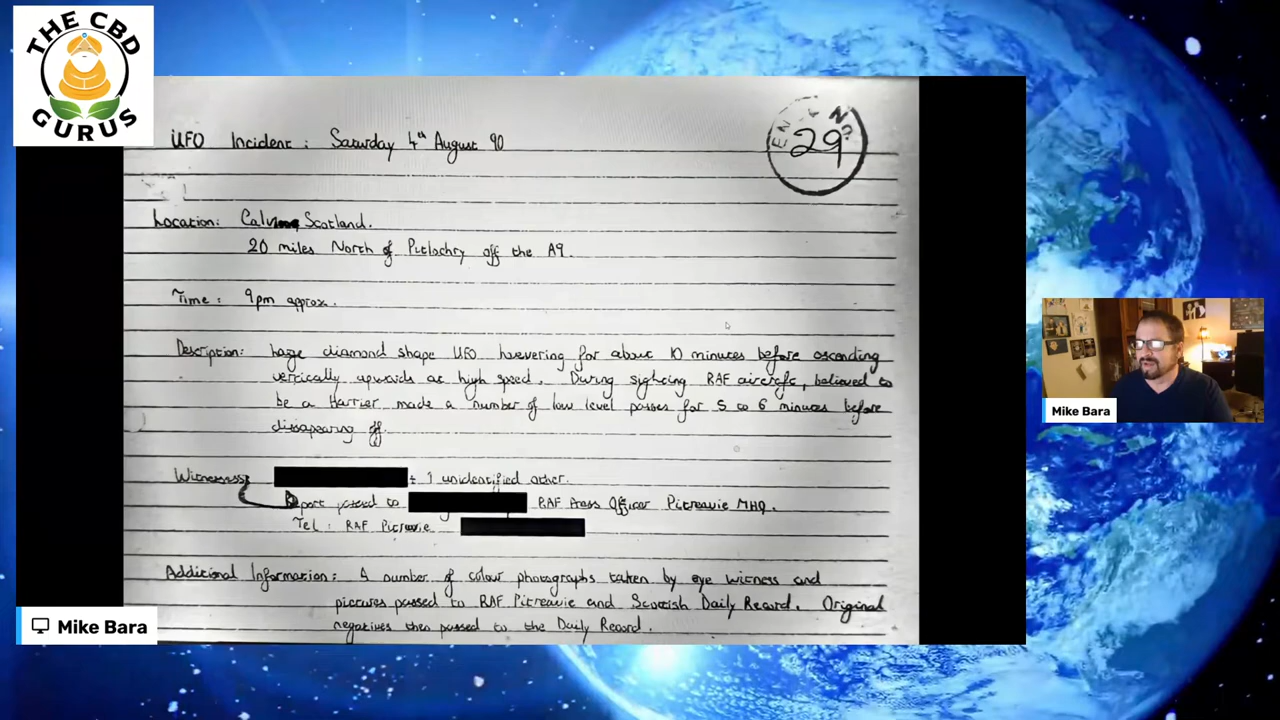 THE CBD
GURUS
UFO Incident : Saturday 4th August 90
29
Location: Scotland.
20 miles North of Pitlochry off the A9.
Time : 9pm approx.
Description: Large diamond shape UFO hovering for about 10 minutes before ascending
vertically upwards at high speed. During sighting RAF aircraft, believed to
be a Harrier made a number of low level passes for 5 to 6 minutes before
dissapearing off.
+ 1 unidentified other.
Report passed to RAF Press Officer Pitreavie MHQ.
Tel : RAF Pitreavie
Additional Information: A number of colour photographs taken by eye witness and
pictures passed to RAF Pitreavie and Scottish Daily Record. Original
negatives then passed to the Daily Record.
Mike Bara
Mike Bara